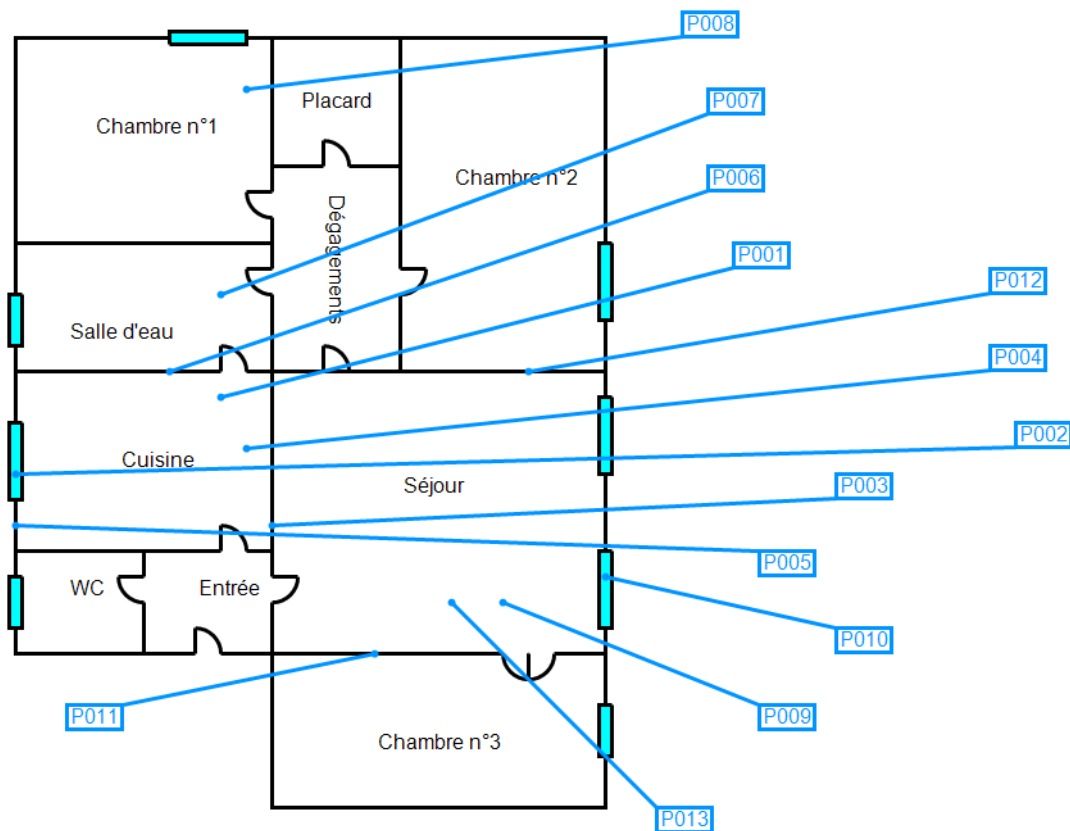 P008
Placard
P007
Chambre n°1
Chambre n°2
P006
Dégagements
P001
P012
Salle d'eau
P004
P002
Cuisine
Séjour
P003
P005
WC
Entrée
P010
P011
P009
Chambre n°3
P013